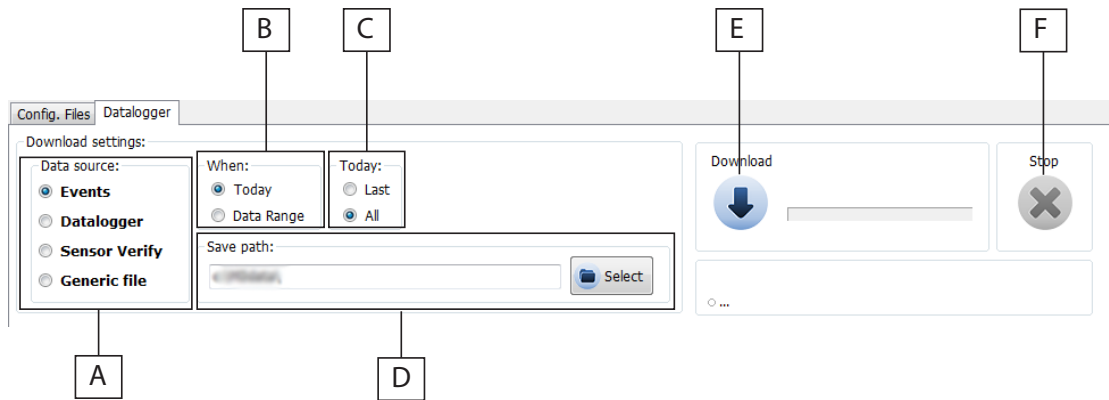 B
C
E
F
Config. Files
Datalogger
Download settings:
Data source:
Events
Datalogger
Sensor Verify
Generic file
When:
Today
Data Range
Today:
Last
All
Save path:
Select
Download
Stop
...
A
D